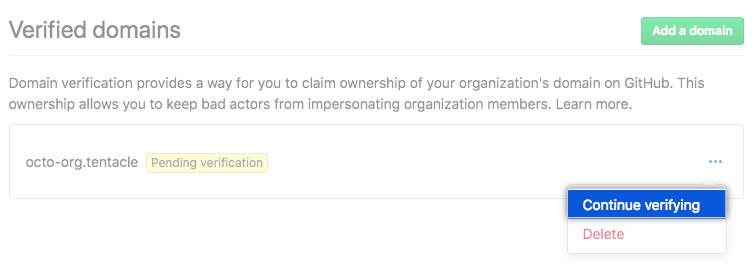 Verified domains
Add a domain
Domain verification provides a way for you to claim ownership of your organization's domain on GitHub. This
ownership allows you to keep bad actors from impersonating organization members. Learn more.
octo-org.tentacle Pending verification
Continue verifying
Delete